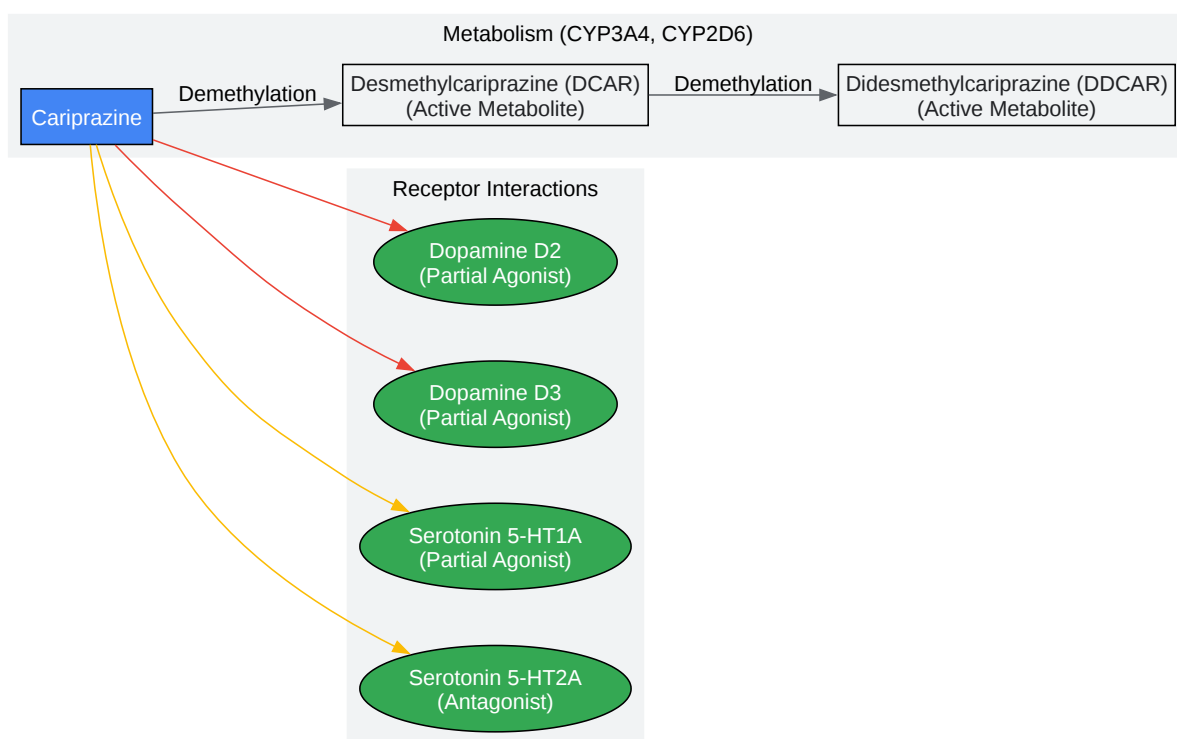 Metabolism (CYP3A4, CYP2D6)
Cariprazine
Demethylation
Desmethylcariprazine (DCAR)
(Active Metabolite)
Demethylation
Didesmethylcariprazine (DDCAR)
(Active Metabolite)
Receptor Interactions
Dopamine D2
(Partial Agonist)
Dopamine D3
(Partial Agonist)
Serotonin 5-HT1A
(Partial Agonist)
Serotonin 5-HT2A
(Antagonist)